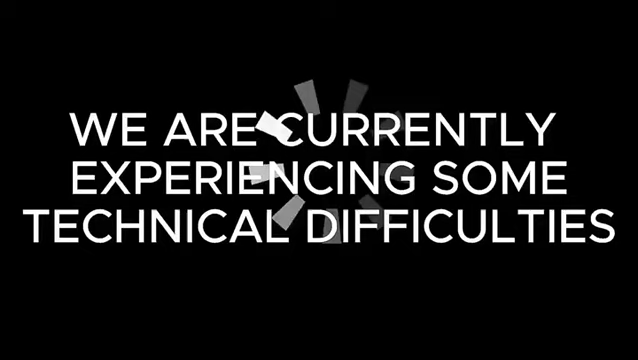 WE ARE CURRENTLY
EXPERIENCING SOME
TECHNICAL DIFFICULTIES